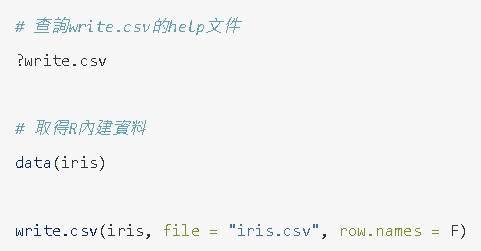 # 查詢write.csv的help文件
?write.csv
# 取得R內建資料
data(iris)
write.csv(iris, file = "iris.csv", row.names = F)